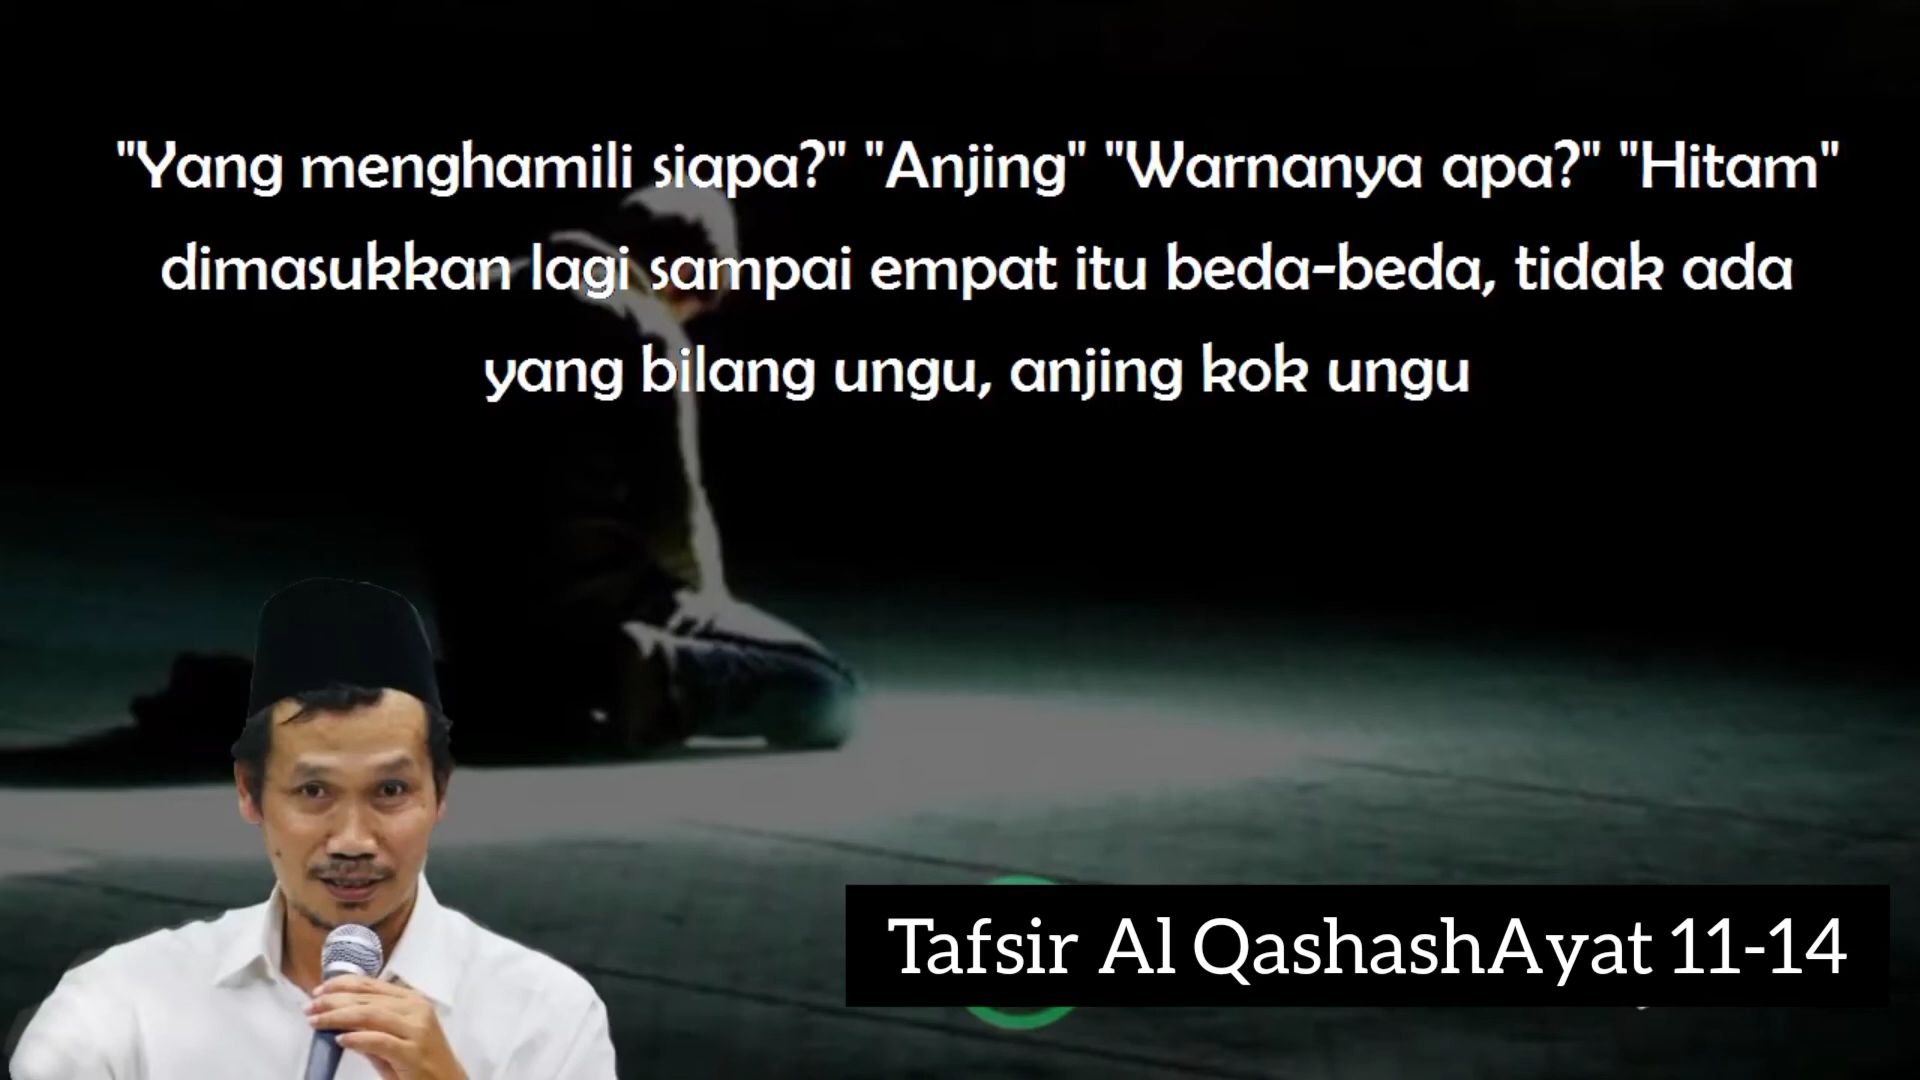 "Yang menghamili siapa?" "Anjing" "Warnanya apa?" "Hitam"
dimasukkan lagi sampai empat itu beda-beda, tidak ada
yang bilang ungu, anjing kok ungu
Tafsir Al QashashAyat 11-14